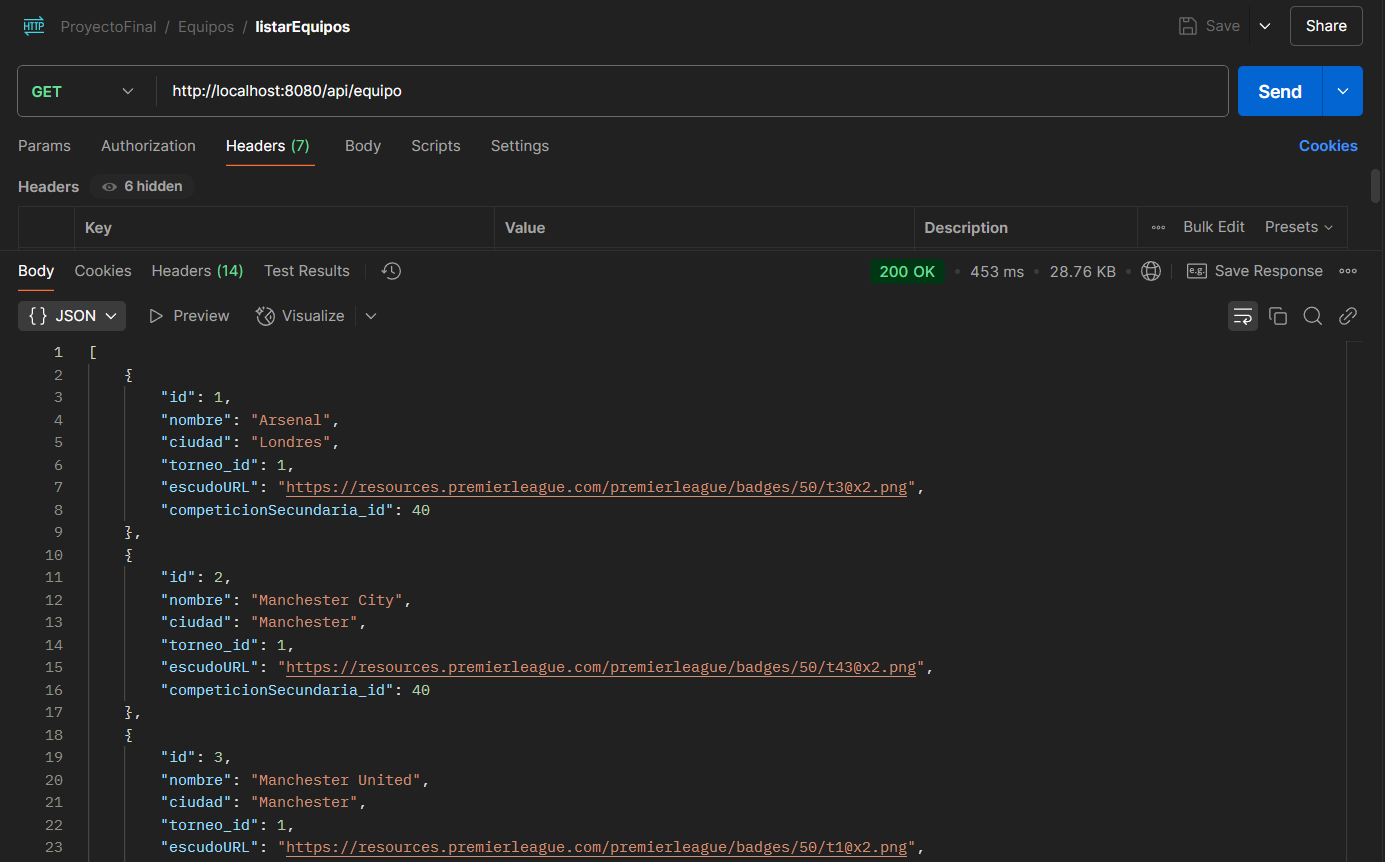 HTTP ProyectoFinal / Equipos / listarEquipos Save Share
GET http://localhost:8080/api/equipo Send
Params Authorization Headers (7) Body Scripts Settings Cookies
Headers 6 hidden
Key Value Description Bulk Edit Presets
Body Cookies Headers (14) Test Results 200 OK • 453 ms • 28.76 KB • e.g. Save Response
{} JSON Preview Visualize
1 [
2 {
3 "id": 1,
4 "nombre": "Arsenal",
5 "ciudad": "Londres",
6 "torneo_id": 1,
7 "escudoURL": "https://resources.premierleague.com/premierleague/badges/50/t3@x2.png",
8 "competicionSecundaria_id": 40
9 },
10 {
11 "id": 2,
12 "nombre": "Manchester City",
13 "ciudad": "Manchester",
14 "torneo_id": 1,
15 "escudoURL": "https://resources.premierleague.com/premierleague/badges/50/t43@x2.png",
16 "competicionSecundaria_id": 40
17 },
18 {
19 "id": 3,
20 "nombre": "Manchester United",
21 "ciudad": "Manchester",
22 "torneo_id": 1,
23 "escudoURL": "https://resources.premierleague.com/premierleague/badges/50/t1@x2.png",